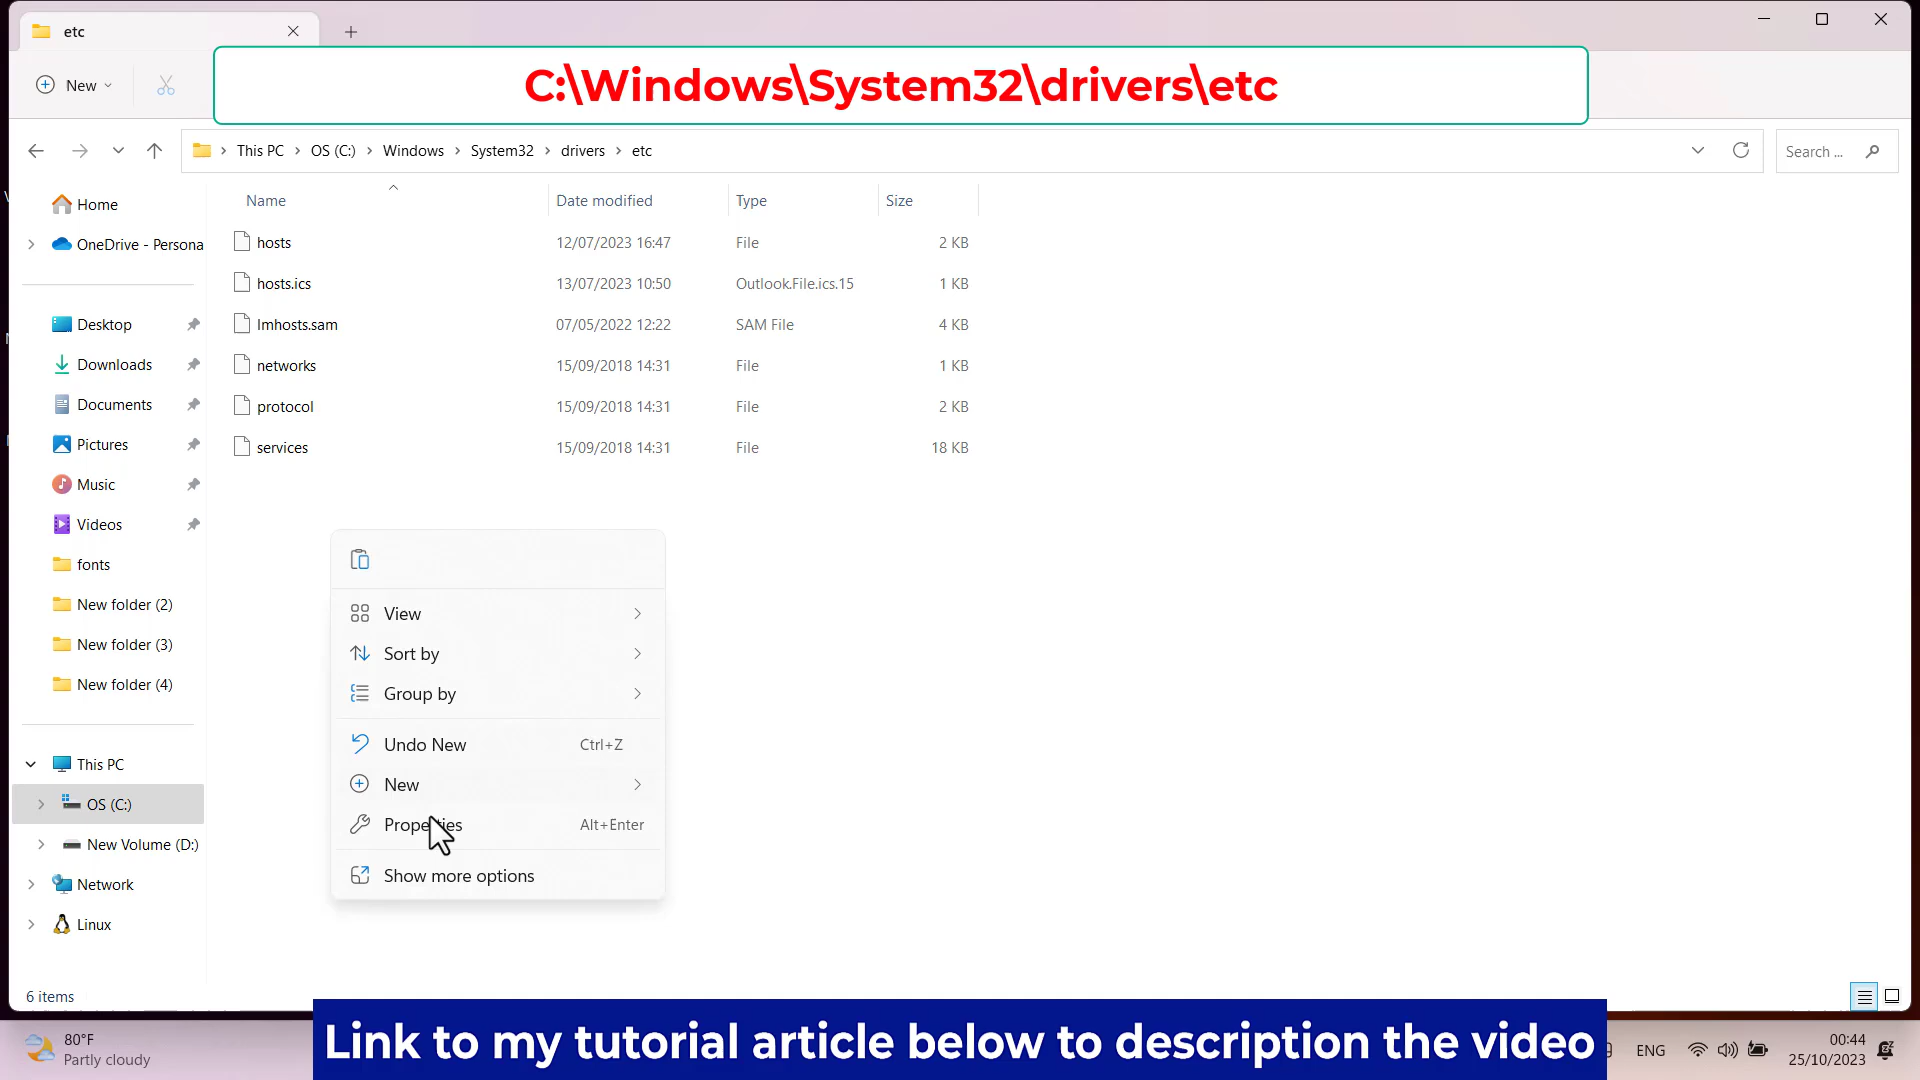 etc
New
C:\Windows\System32\drivers\etc
This PC
OS (C:)
Windows
System32
drivers
etc
Search ...
Name
Date modified
Type
Size
hosts 12/07/2023 16:47 File 2 KB
hosts.ics 13/07/2023 10:50 Outlook.File.ics.15 1 KB
lmhosts.sam 07/05/2022 12:22 SAM File 4 KB
networks 15/09/2018 14:31 File 1 KB
protocol 15/09/2018 14:31 File 2 KB
services 15/09/2018 14:31 File 18 KB
Home
OneDrive - Persona
Desktop
Downloads
Documents
Pictures
Music
Videos
fonts
New folder (2)
New folder (3)
New folder (4)
This PC
OS (C:)
New Volume (D:)
Network
Linux
View
Sort by
Group by
Undo New Ctrl+Z
New
Properties Alt+Enter
Show more options
6 items
Link to my tutorial article below to description the video
80°F
Partly cloudy
ENG
00:44
25/10/2023